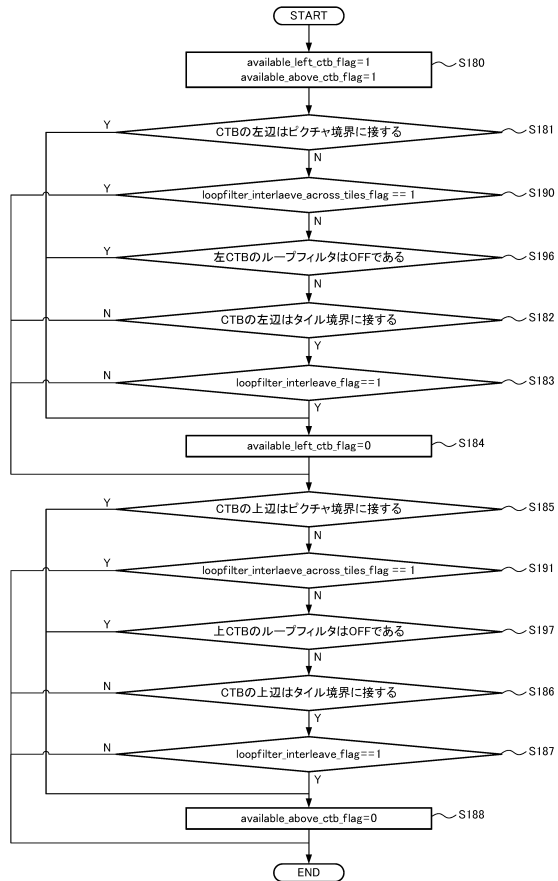 START
available_left_ctb_flag=1
available_above_ctb_flag=1
S180
CTBの左辺はピクチャ境界に接する
S181
Y
N
loopfilter_interlaeve_across_tiles_flag == 1
S190
Y
N
左CTBのループフィルタはOFFである
S196
Y
N
CTBの左辺はタイル境界に接する
S182
N
Y
loopfilter_interleave_flag==1
S183
N
Y
available_left_ctb_flag=0
S184
CTBの上辺はピクチャ境界に接する
S185
Y
N
loopfilter_interlaeve_across_tiles_flag == 1
S191
Y
N
上CTBのループフィルタはOFFである
S197
Y
N
CTBの上辺はタイル境界に接する
S186
N
Y
loopfilter_interleave_flag==1
S187
N
Y
available_above_ctb_flag=0
S188
END